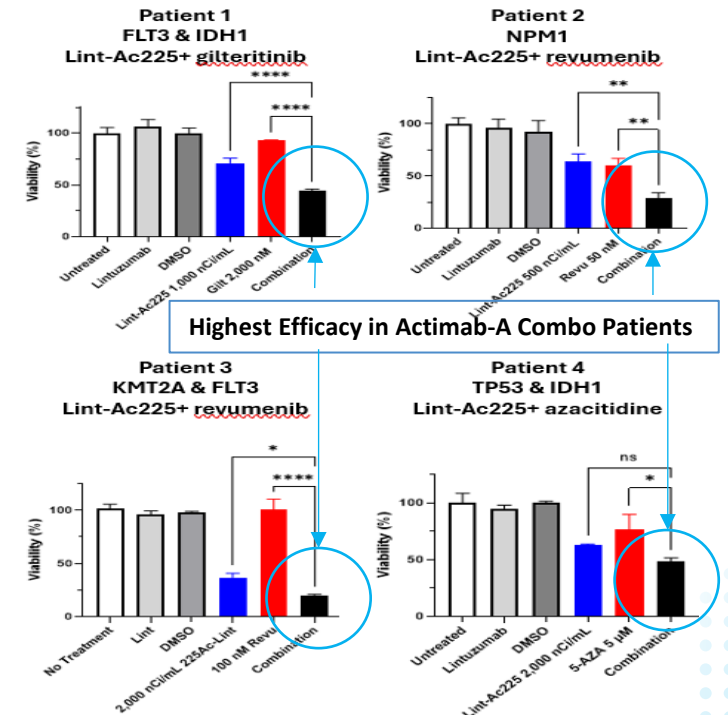 Patient 1
FLT3 & IDH1
Lint-Ac225+ gilteritinib
****
****
Viability (%)
100
50
0
Untreated
Lintuzumab
DMSO
Lint-Ac225 1,000 nCi/mL
Gilt 2,000 nM
Combination
Patient 2
NPM1
Lint-Ac225+ revumenib
**
**
Viability (%)
100
50
0
Untreated
Lintuzumab
DMSO
Lint-Ac225 500 nCi/mL
Revu 50 nM
Combination
Highest Efficacy in Actimab-A Combo Patients
Patient 3
KMT2A & FLT3
Lint-Ac225+ revumenib
*
****
Viability (%)
100
50
0
No Treatment
Lint
DMSO
2,000 nCi/mL 225Ac-Lint
100 nM Revu
Combination
Patient 4
TP53 & IDH1
Lint-Ac225+ azacitidine
ns
*
Viability (%)
100
50
0
Untreated
Lintuzumab
DMSO
Lint-Ac225 2,000 nCi/mL
5-AZA 5 µM
Combination